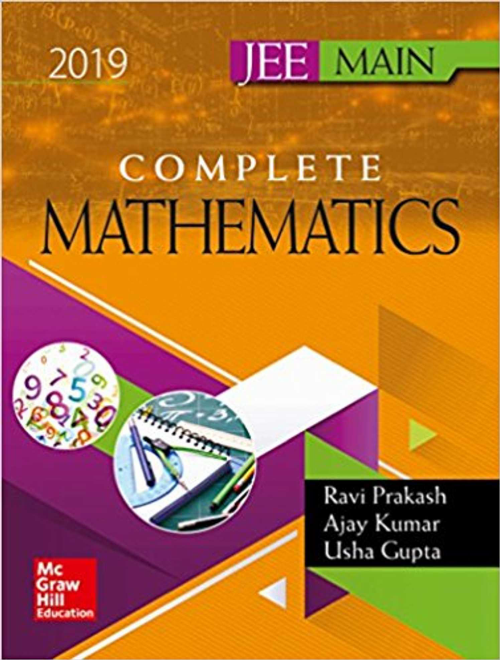 2019
JEE MAIN
COMPLETE
MATHEMATICS
Ravi Prakash
Ajay Kumar
Usha Gupta
Mc
Graw
Hill
Education